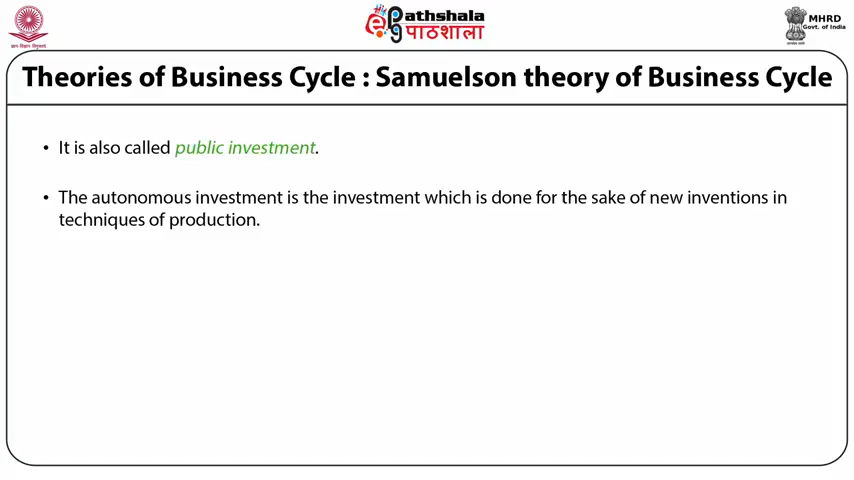 ज्ञान-विज्ञान विमुक्तये
e Pathshala
पाठशाला
MHRD
Govt. of India
Theories of Business Cycle : Samuelson theory of Business Cycle
• It is also called public investment.
• The autonomous investment is the investment which is done for the sake of new inventions in
techniques of production.